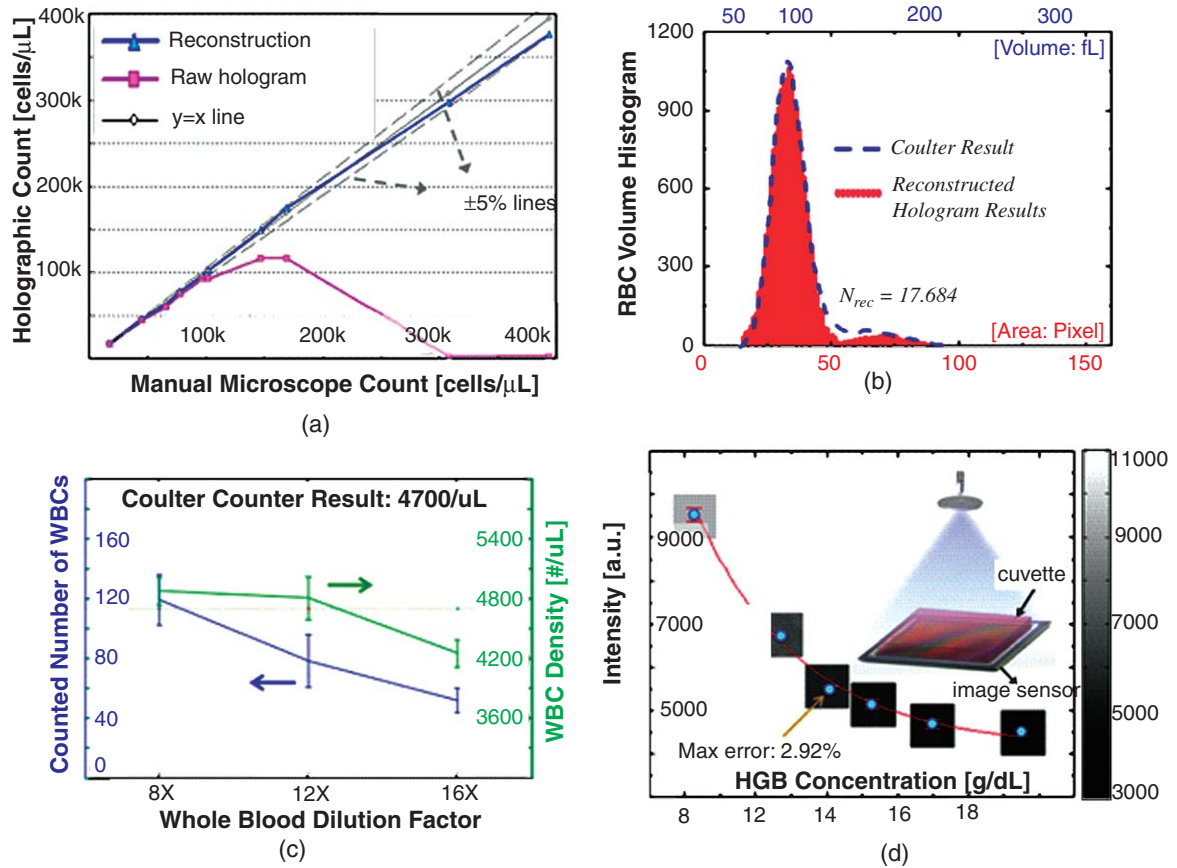 400k
300k
200k
100k
Holographic Count [cells/μL]
Reconstruction
Raw hologram
y=x line
±5% lines
100k 200k 300k 400k
Manual Microscope Count [cells/μL]
(a)
50 100 200 300
[Volume: fL]
1200
900
600
300
0
RBC Volume Histogram
Coulter Result
Reconstructed
Hologram Results
Nrec = 17.684
[Area: Pixel]
0 50 100 150
(b)
Coulter Counter Result: 4700/uL
Counted Number of WBCs
160
120
80
40
0
5400
4800
4200
3600
WBC Density [#/uL]
8X 12X 16X
Whole Blood Dilution Factor
(c)
Intensity [a.u.]
9000
7000
5000
cuvette
image sensor
Max error: 2.92%
HGB Concentration [g/dL]
8 12 14 16 18
11000
9000
7000
5000
3000
(d)